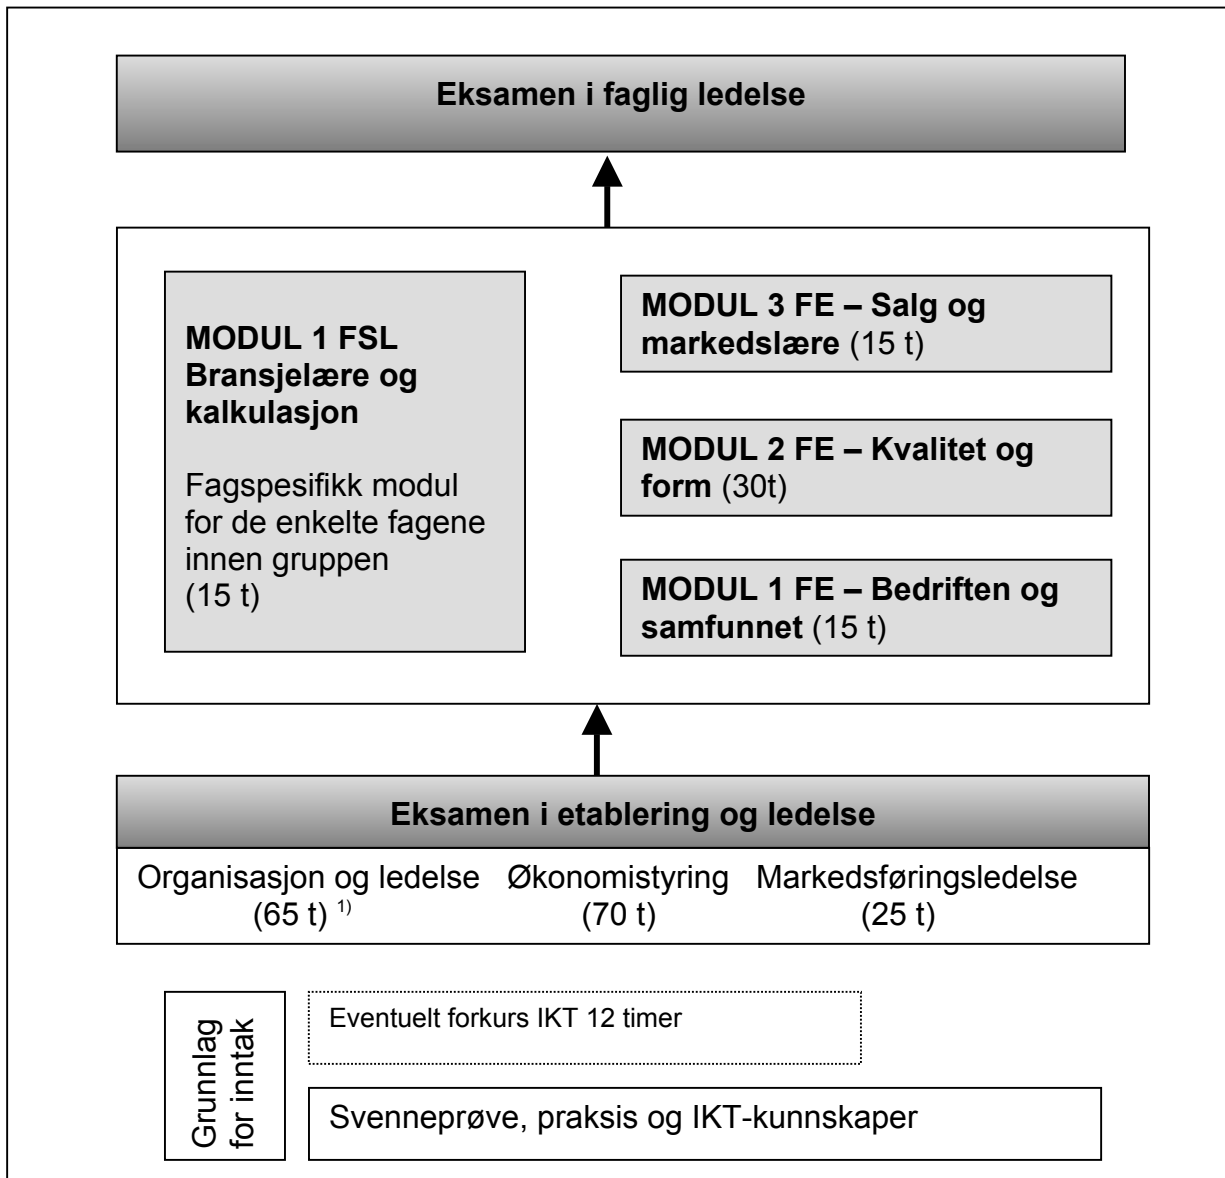 Eksamen i faglig ledelse
MODUL 1 FSL
Bransjelære og
kalkulasjon
Fagspesifikk modul
for de enkelte fagene
innen gruppen
(15 t)
MODUL 3 FE – Salg og
markedslære (15 t)
MODUL 2 FE – Kvalitet og
form (30t)
MODUL 1 FE – Bedriften og
samfunnet (15 t)
Eksamen i etablering og ledelse
Organisasjon og ledelse
(65 t) 1)
Økonomistyring
(70 t)
Markedsføringsledelse
(25 t)
Grunnlag
for inntak
Eventuelt forkurs IKT 12 timer
Svenneprøve, praksis og IKT-kunnskaper